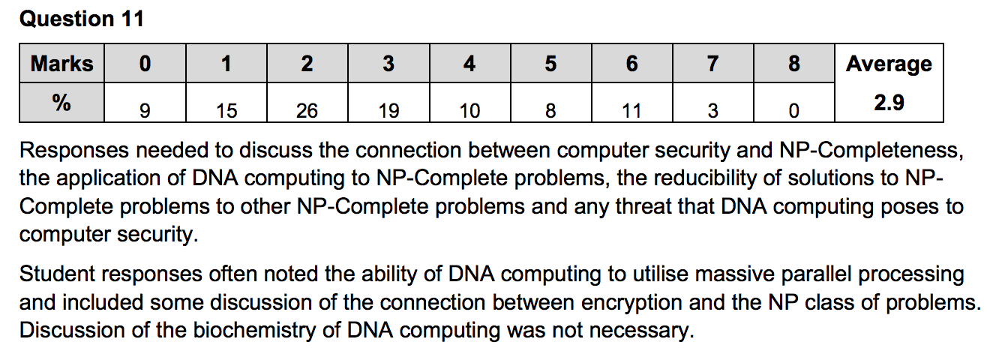 Question 11
Marks 0 1 2 3 4 5 6 7 8 Average
% 9 15 26 19 10 8 11 3 0 2.9
Responses needed to discuss the connection between computer security and NP-Completeness,
the application of DNA computing to NP-Complete problems, the reducibility of solutions to NP-
Complete problems to other NP-Complete problems and any threat that DNA computing poses to
computer security.
Student responses often noted the ability of DNA computing to utilise massive parallel processing
and included some discussion of the connection between encryption and the NP class of problems.
Discussion of the biochemistry of DNA computing was not necessary.